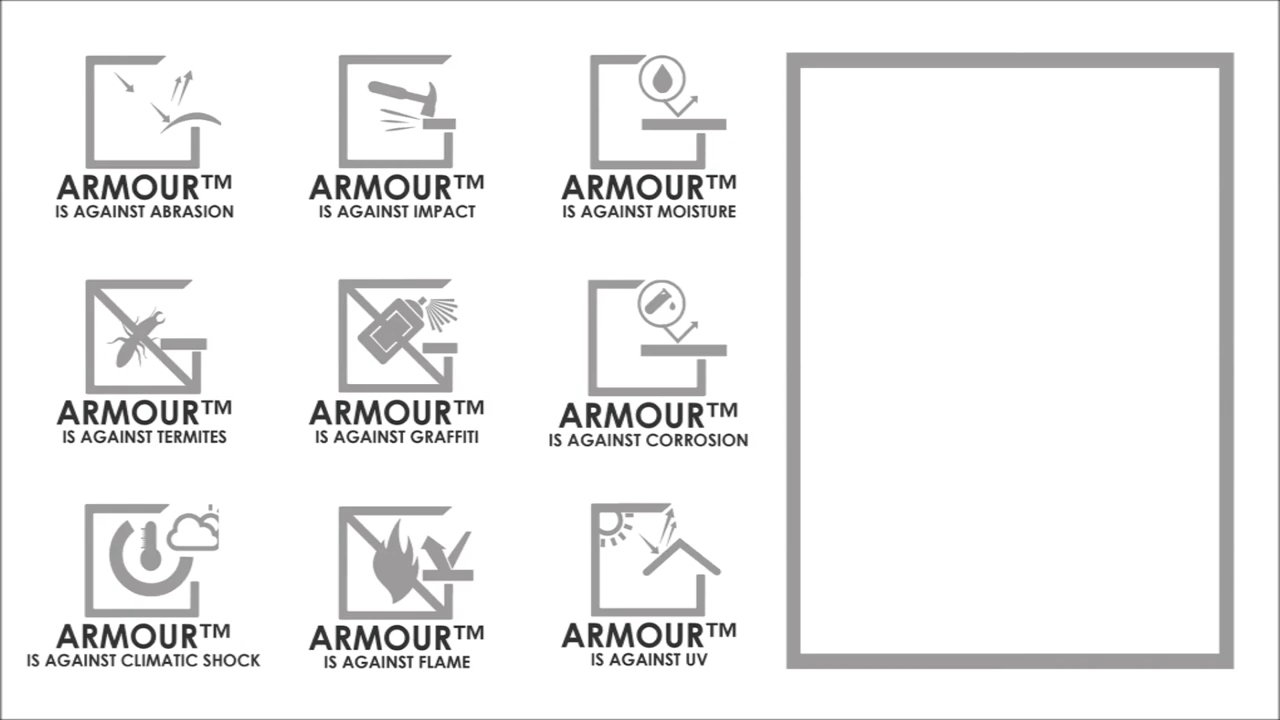 ARMOUR™
IS AGAINST ABRASION
ARMOUR™
IS AGAINST IMPACT
ARMOUR™
IS AGAINST MOISTURE
ARMOUR™
IS AGAINST TERMITES
ARMOUR™
IS AGAINST GRAFFITI
ARMOUR™
IS AGAINST CORROSION
ARMOUR™
IS AGAINST CLIMATIC SHOCK
ARMOUR™
IS AGAINST FLAME
ARMOUR™
IS AGAINST UV